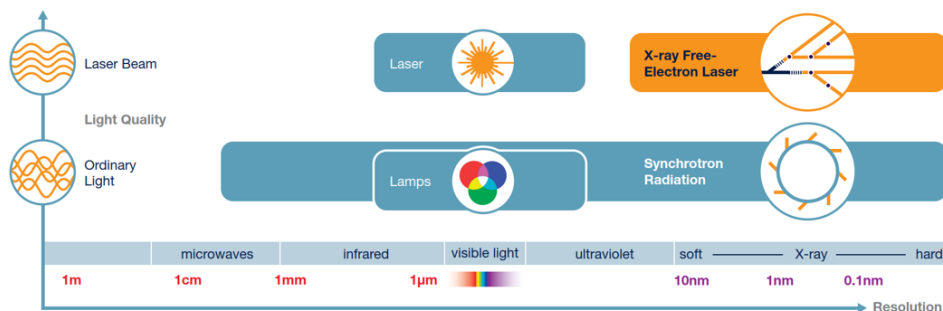 Laser Beam
Laser
X-ray Free-
Electron Laser
Light Quality
Ordinary
Light
Lamps
Synchrotron
Radiation
microwaves infrared visible light ultraviolet soft X-ray hard
1m 1cm 1mm 1µm 10nm 1nm 0.1nm
Resolution